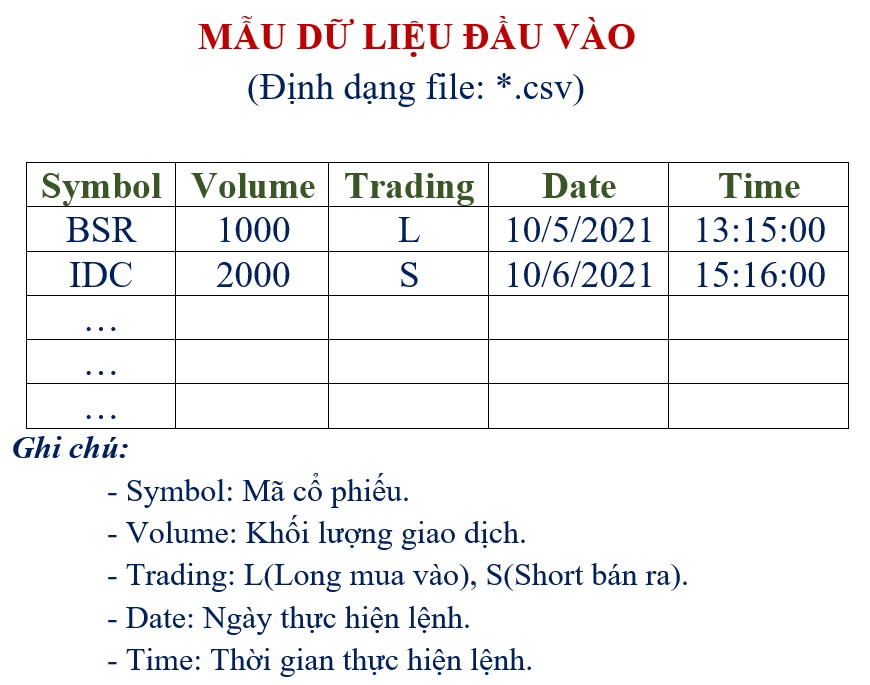 MẪU DỮ LIỆU ĐẦU VÀO
(Định dạng file: *.csv)
Symbol Volume Trading Date Time
BSR 1000 L 10/5/2021 13:15:00
IDC 2000 S 10/6/2021 15:16:00
…
…
…
Ghi chú:
- Symbol: Mã cổ phiếu.
- Volume: Khối lượng giao dịch.
- Trading: L(Long mua vào), S(Short bán ra).
- Date: Ngày thực hiện lệnh.
- Time: Thời gian thực hiện lệnh.